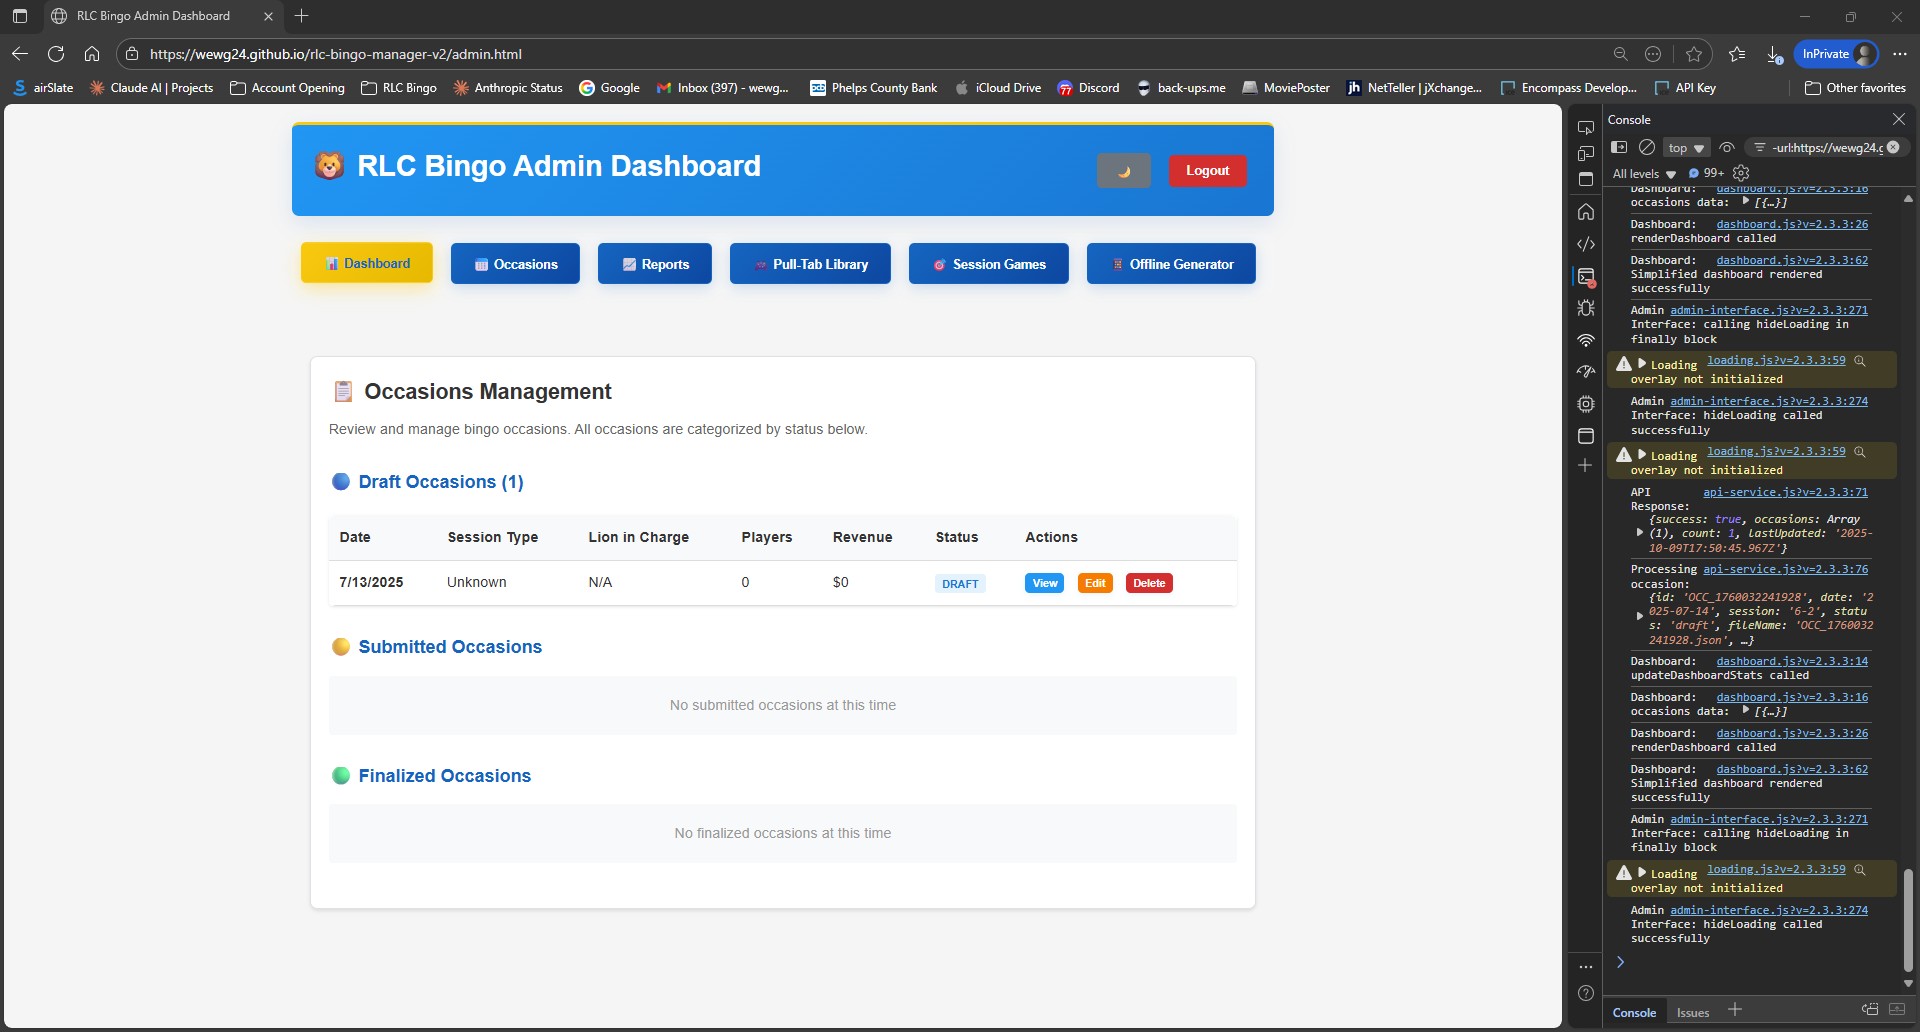 RLC Bingo Admin Dashboard
https://wewg24.github.io/rlc-bingo-manager-v2/admin.html
InPrivate
airSlate
Claude AI | Projects
Account Opening
RLC Bingo
Anthropic Status
Google
Inbox (397) - wewg...
Phelps County Bank
iCloud Drive
Discord
back-ups.me
MoviePoster
NetTeller | jXchange...
Encompass Develop...
API Key
Other favorites
RLC Bingo Admin Dashboard
Logout
Dashboard
Occasions
Reports
Pull-Tab Library
Session Games
Offline Generator
Occasions Management
Review and manage bingo occasions. All occasions are categorized by status below.
Draft Occasions (1)
Date Session Type Lion in Charge Players Revenue Status Actions
7/13/2025 Unknown N/A 0 $0 DRAFT View Edit Delete
Submitted Occasions
No submitted occasions at this time
Finalized Occasions
No finalized occasions at this time
Console
top
-url:https://wewg24.g
All levels
99+
Dashboard: dashboard.js?v=2.3.3:16
occasions data: [{…}]
Dashboard: dashboard.js?v=2.3.3:26
renderDashboard called
Dashboard: dashboard.js?v=2.3.3:62
Simplified dashboard rendered
successfully
Admin admin-interface.js?v=2.3.3:271
Interface: calling hideLoading in
finally block
Loading loading.js?v=2.3.3:59
overlay not initialized
Admin admin-interface.js?v=2.3.3:274
Interface: hideLoading called
successfully
Loading loading.js?v=2.3.3:59
overlay not initialized
API api-service.js?v=2.3.3:71
Response:
{success: true, occasions: Array
(1), count: 1, lastUpdated: '2025-
10-09T17:50:45.967Z'}
Processing api-service.js?v=2.3.3:76
occasion:
{id: 'OCC_1760032241928', date: '2
025-07-14', session: '6-2', statu
s: 'draft', fileName: 'OCC_1760032
241928.json', …}
Dashboard: dashboard.js?v=2.3.3:14
updateDashboardStats called
Dashboard: dashboard.js?v=2.3.3:16
occasions data: [{…}]
Dashboard: dashboard.js?v=2.3.3:26
renderDashboard called
Dashboard: dashboard.js?v=2.3.3:62
Simplified dashboard rendered
successfully
Admin admin-interface.js?v=2.3.3:271
Interface: calling hideLoading in
finally block
Loading loading.js?v=2.3.3:59
overlay not initialized
Admin admin-interface.js?v=2.3.3:274
Interface: hideLoading called
successfully
Console
Issues